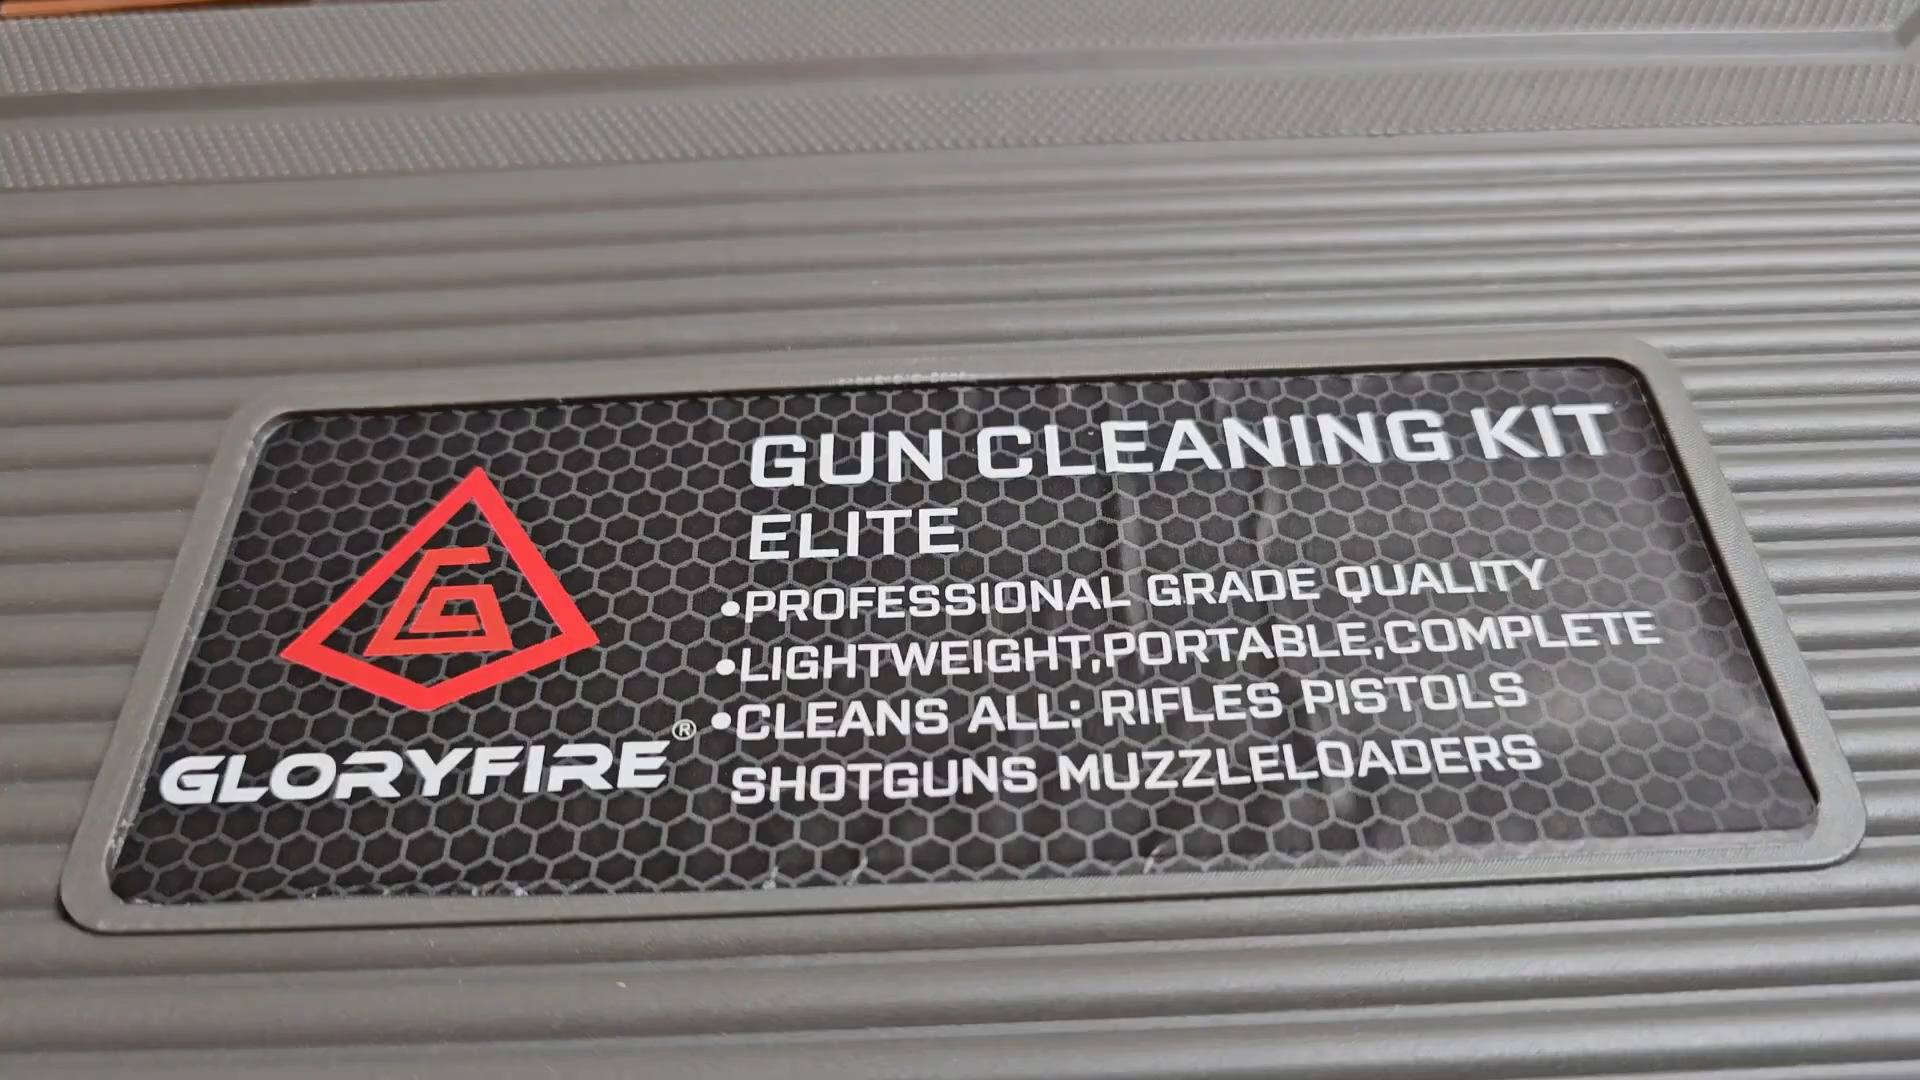 GUN CLEANING KIT
ELITE
•PROFESSIONAL GRADE QUALITY
•LIGHTWEIGHT,PORTABLE,COMPLETE
•CLEANS ALL: RIFLES PISTOLS
SHOTGUNS MUZZLELOADERS
GLORYFIRE®